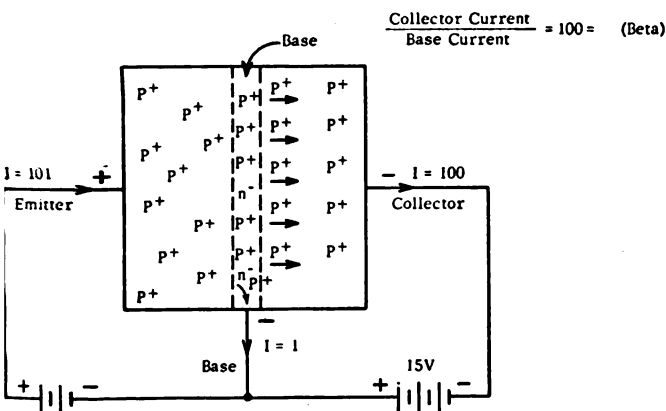 Collector Current
Base Current
= 100 = (Beta)
Base
P+ P+ P+ P+
P+ P+ P+ P+
P+ P+ P+
P+ P+ P+ P+
n-
P+ P+ P+ P+
P+ P+ P+ P+
P+ P+ P+
P+ n- P+
P+
I = 101
+
Emitter
- I = 100
Collector
-
I = 1
Base
15V
+ -
+ -